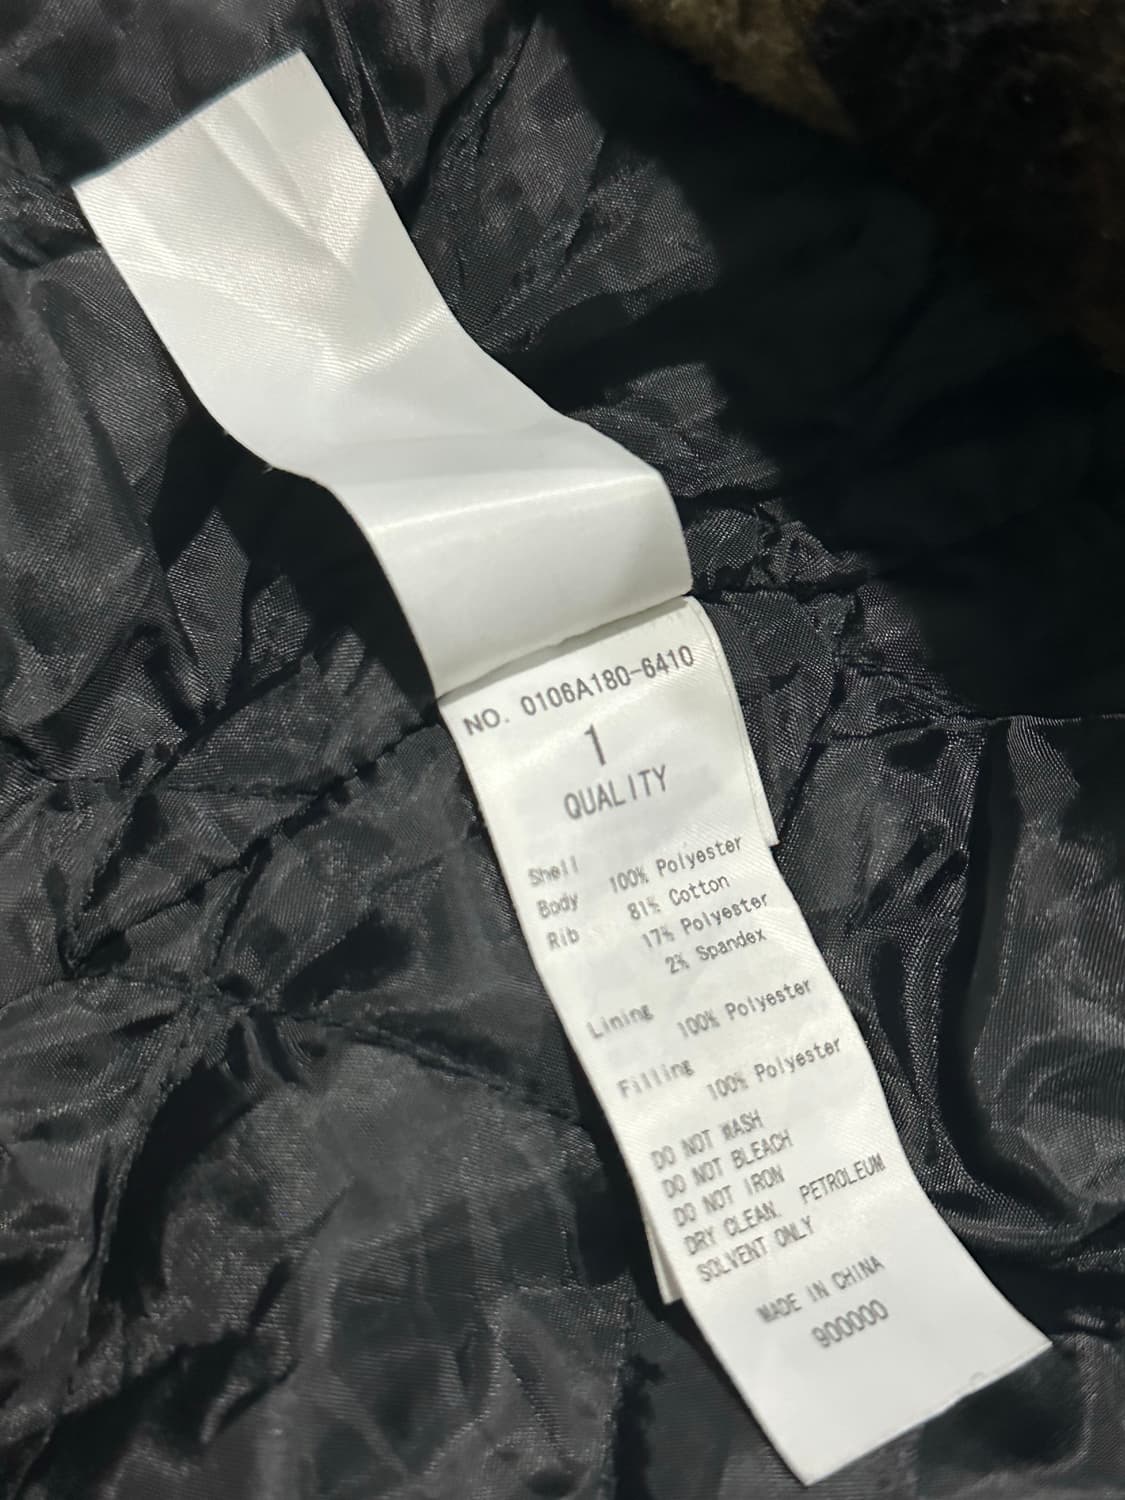 NO. 0106A180-6410
1
QUALITY
Shell
Body 100% Polyester
Rib 81% Cotton
17% Polyester
2% Spandex
Lining 100% Polyester
Filling 100% Polyester
DO NOT WASH
DO NOT BLEACH
DO NOT IRON
DRY CLEAN. PETROLEUM
SOLVENT ONLY
MADE IN CHINA
900000